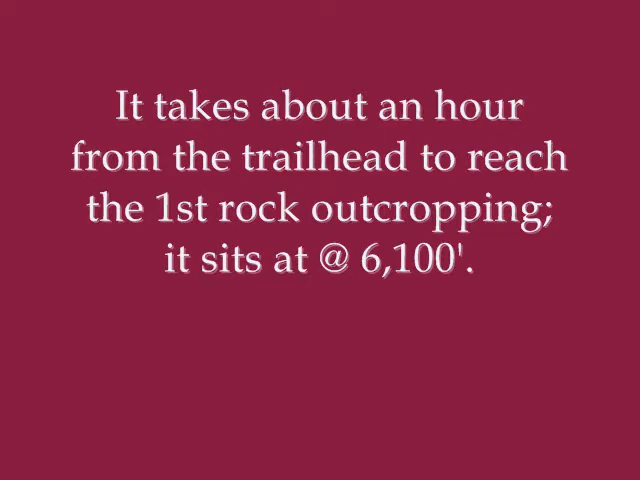 It takes about an hour
from the trailhead to reach
the 1st rock outcropping;
it sits at @ 6,100'.